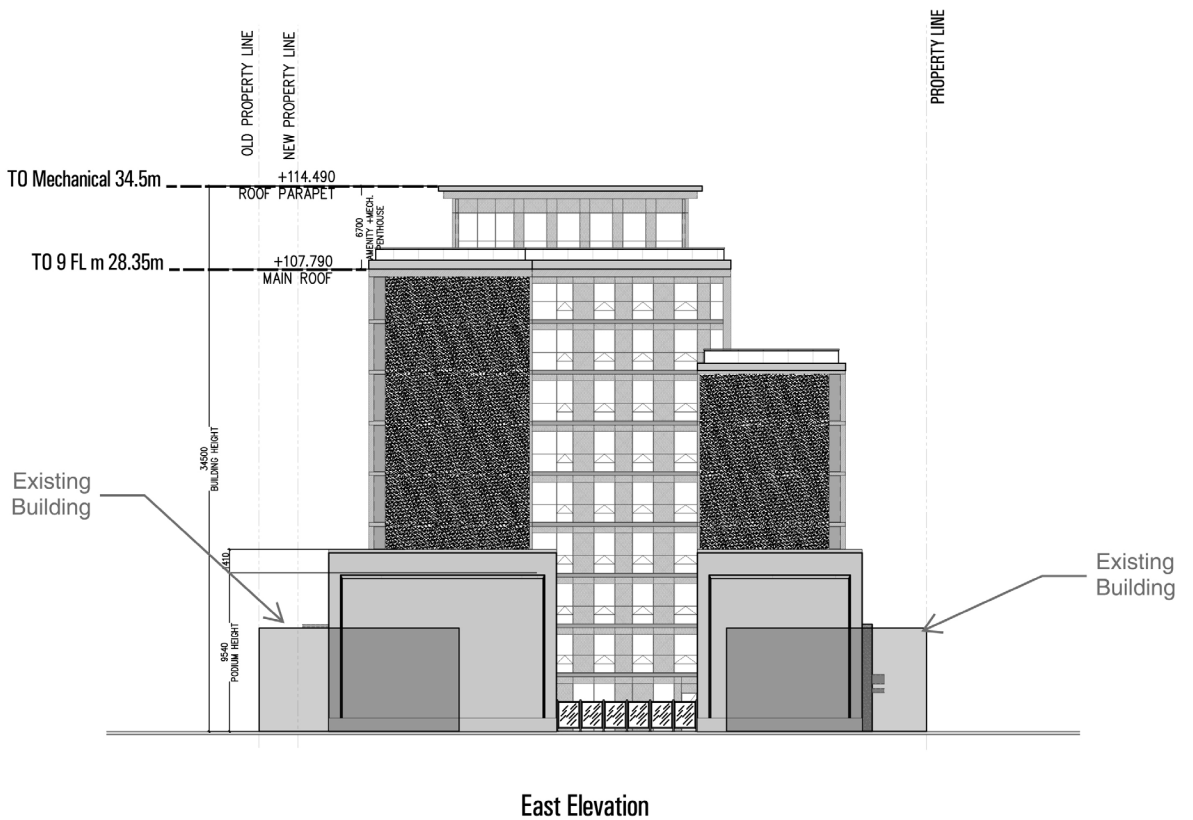 OLD PROPERTY LINE
NEW PROPERTY LINE
PROPERTY LINE
TO Mechanical 34.5m
+114.490
ROOF PARAPET
6700
AMENITY +MECH.
PENTHOUSE
TO 9 FL m 28.35m
+107.790
MAIN ROOF
34500
BUILDING HEIGHT
Existing
Building
1410
9540
PODIUM HEIGHT
Existing
Building
East Elevation